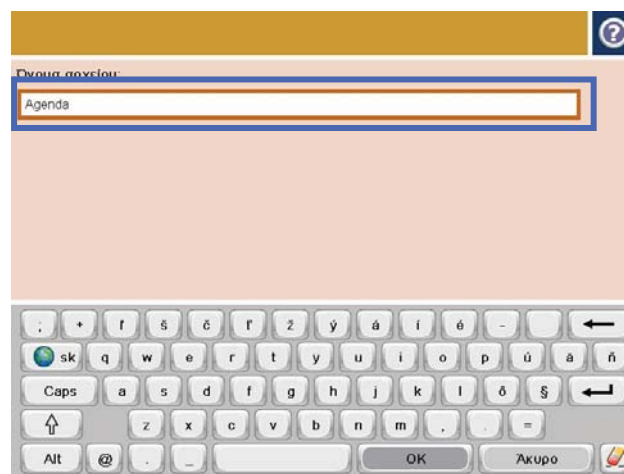 Όνομα αρχείου:
Agenda
; + ŕ š č ľ ž ý á í é -
sk q w e r t y u i o p ú ä ň
Caps a s d f g h j k l ô §
z x c v b n m , . =
Alt @ . _ OK Άκυρο